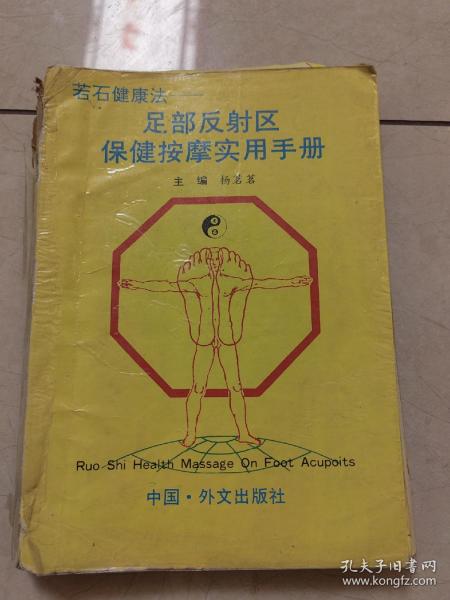 若石健康法——
足部反射区
保健按摩实用手册
主 编 杨茗茗
Ruo Shi Health Massage On Foot Acupoits
中国·外文出版社
孔夫子旧书网
www.kongfz.com